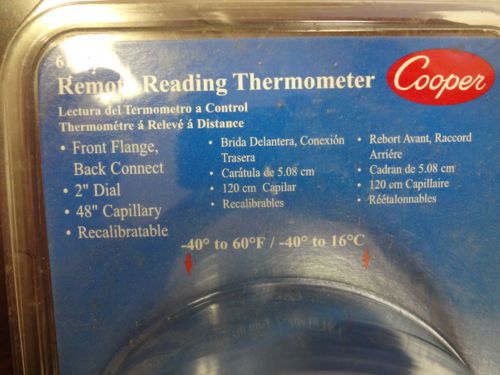 Remote Reading Thermometer
Cooper
Lectura del Termometro a Control
Thermométre á Relevé á Distance
• Front Flange,
Back Connect
• 2" Dial
• 48" Capillary
• Recalibratable
• Brida Delantera, Conexión
Trasera
• Carátula de 5.08 cm
• 120 cm Capilar
• Recalibrables
• Rebort Avant, Raccord
Arriére
• Cadran de 5.08 cm
• 120 cm Capillaire
• Réétalonnables
-40° to 60°F / -40° to 16°C